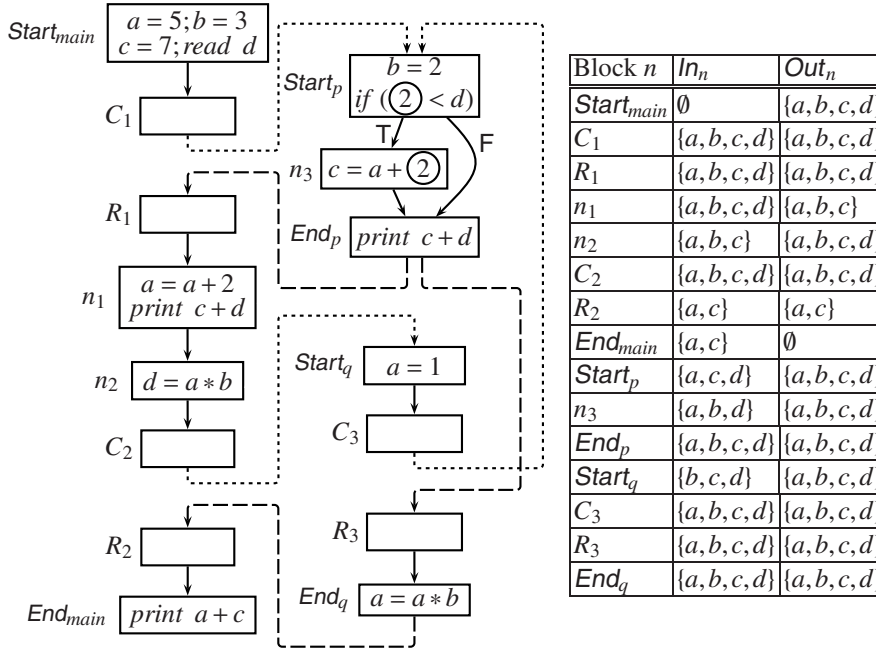 Start_main
a = 5; b = 3
c = 7; read d
C_1
Start_p
b = 2
if (2 < d)
T
F
n_3
c = a + 2
R_1
End_p
print c + d
n_1
a = a + 2
print c + d
n_2
d = a ∗ b
Start_q
a = 1
C_2
C_3
R_2
R_3
End_main
print a + c
End_q
a = a ∗ b
Block n In_n Out_n
Start_main ∅ {a,b,c,d
C_1 {a,b,c,d} {a,b,c,d
R_1 {a,b,c,d} {a,b,c,d
n_1 {a,b,c,d} {a,b,c}
n_2 {a,b,c} {a,b,c,d
C_2 {a,b,c,d} {a,b,c,d
R_2 {a,c} {a,c}
End_main {a,c} ∅
Start_p {a,c,d} {a,b,c,d
n_3 {a,b,d} {a,b,c,d
End_p {a,b,c,d} {a,b,c,d
Start_q {b,c,d} {a,b,c,d
C_3 {a,b,c,d} {a,b,c,d
R_3 {a,b,c,d} {a,b,c,d
End_q {a,b,c,d} {a,b,c,d